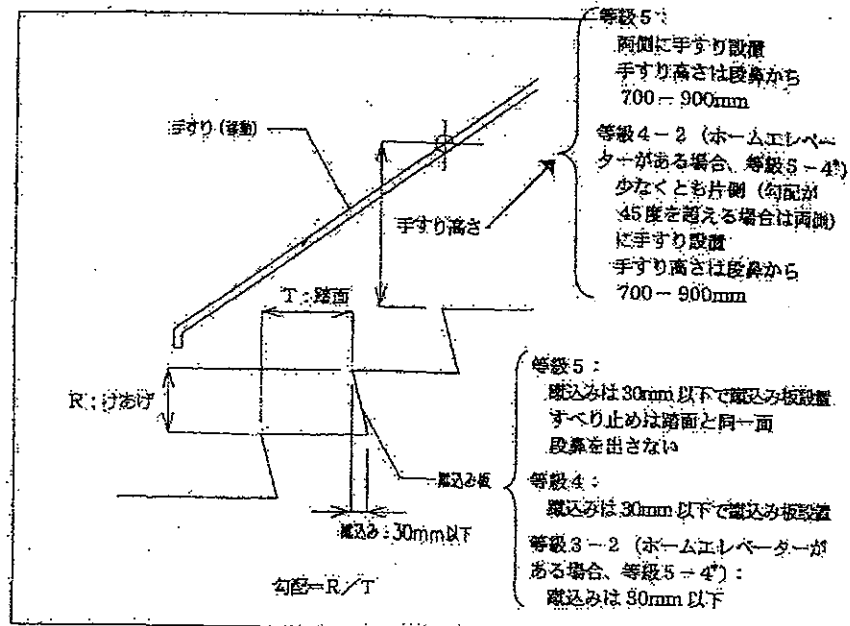 等級5：
両側に手すり設置
手すり高さは段鼻から
700－900mm
等級4－2（ホームエレベー
ターがある場合、等級5－4*）
少なくとも片側（勾配が
45度を超える場合は両側）
に手すり設置
手すり高さは段鼻から
700－900mm
手すり（移動）
手すり高さ
T：踏面
R：けあげ
蹴込み板
蹴込み：30mm以下
勾配＝R／T
等級5：
蹴込みは30mm以下で蹴込み板設置
すべり止めは踏面と同一面
段鼻を出さない
等級4：
蹴込みは30mm以下で蹴込み板設置
等級3－2（ホームエレベーターが
ある場合、等級5－4*）：
蹴込みは30mm以下